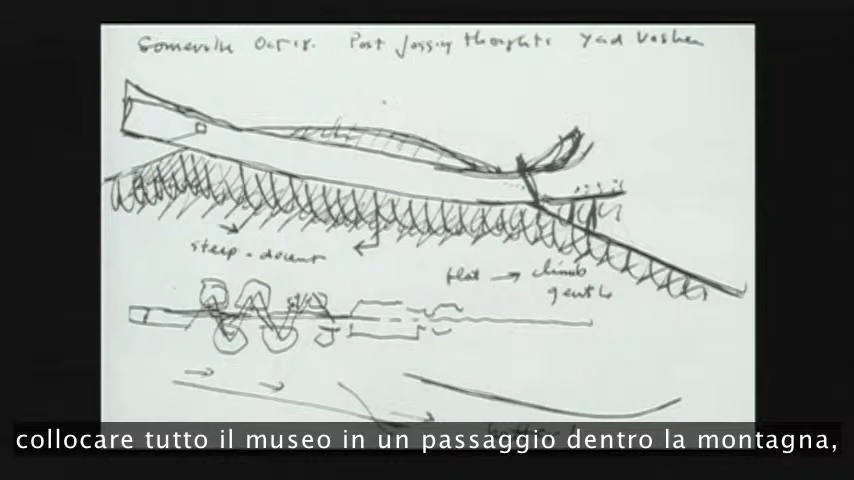 Somerville Oct 18. Post Jogging thoughts Yad Vashem
steep descent
flat → climb
gently
collocare tutto il museo in un passaggio dentro la montagna,